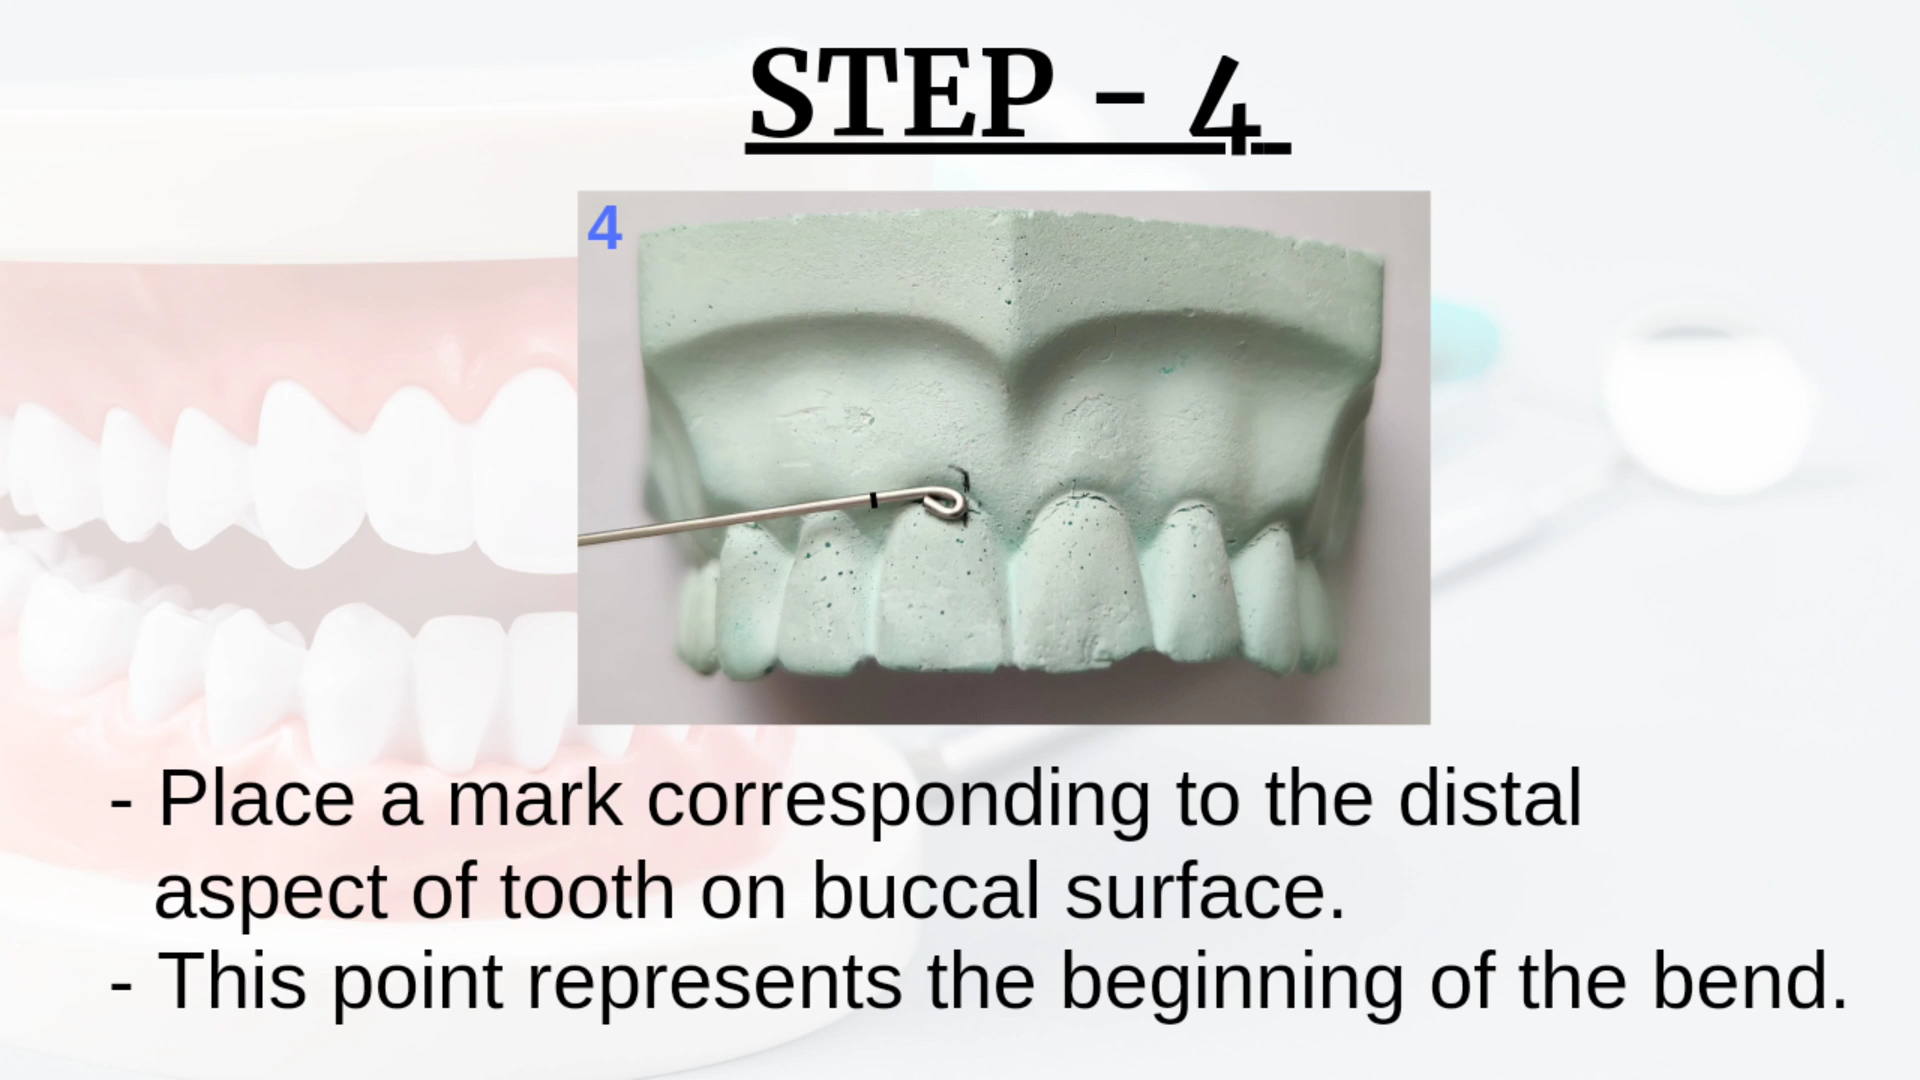 STEP - 4
4
- Place a mark corresponding to the distal
aspect of tooth on buccal surface.
- This point represents the beginning of the bend.